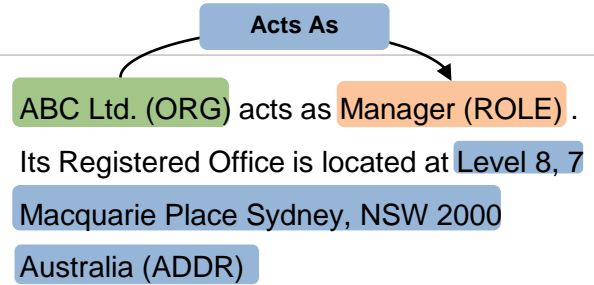 Acts As
ABC Ltd. (ORG) acts as Manager (ROLE) .
Its Registered Office is located at Level 8, 7
Macquarie Place Sydney, NSW 2000
Australia (ADDR)